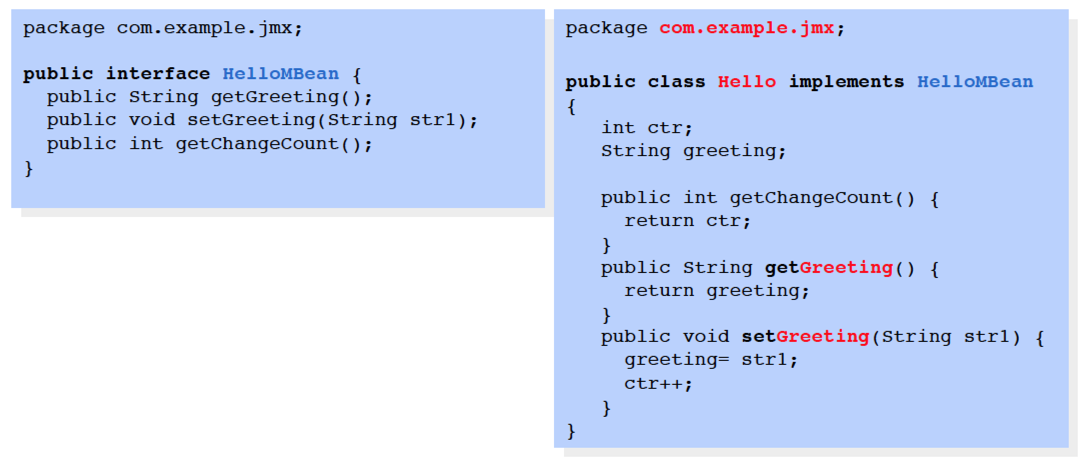 package com.example.jmx;
public interface HelloMBean {
public String getGreeting();
public void setGreeting(String str1);
public int getChangeCount();
}
package com.example.jmx;
public class Hello implements HelloMBean
{
int ctr;
String greeting;
public int getChangeCount() {
return ctr;
}
public String getGreeting() {
return greeting;
}
public void setGreeting(String str1) {
greeting= str1;
ctr++;
}
}